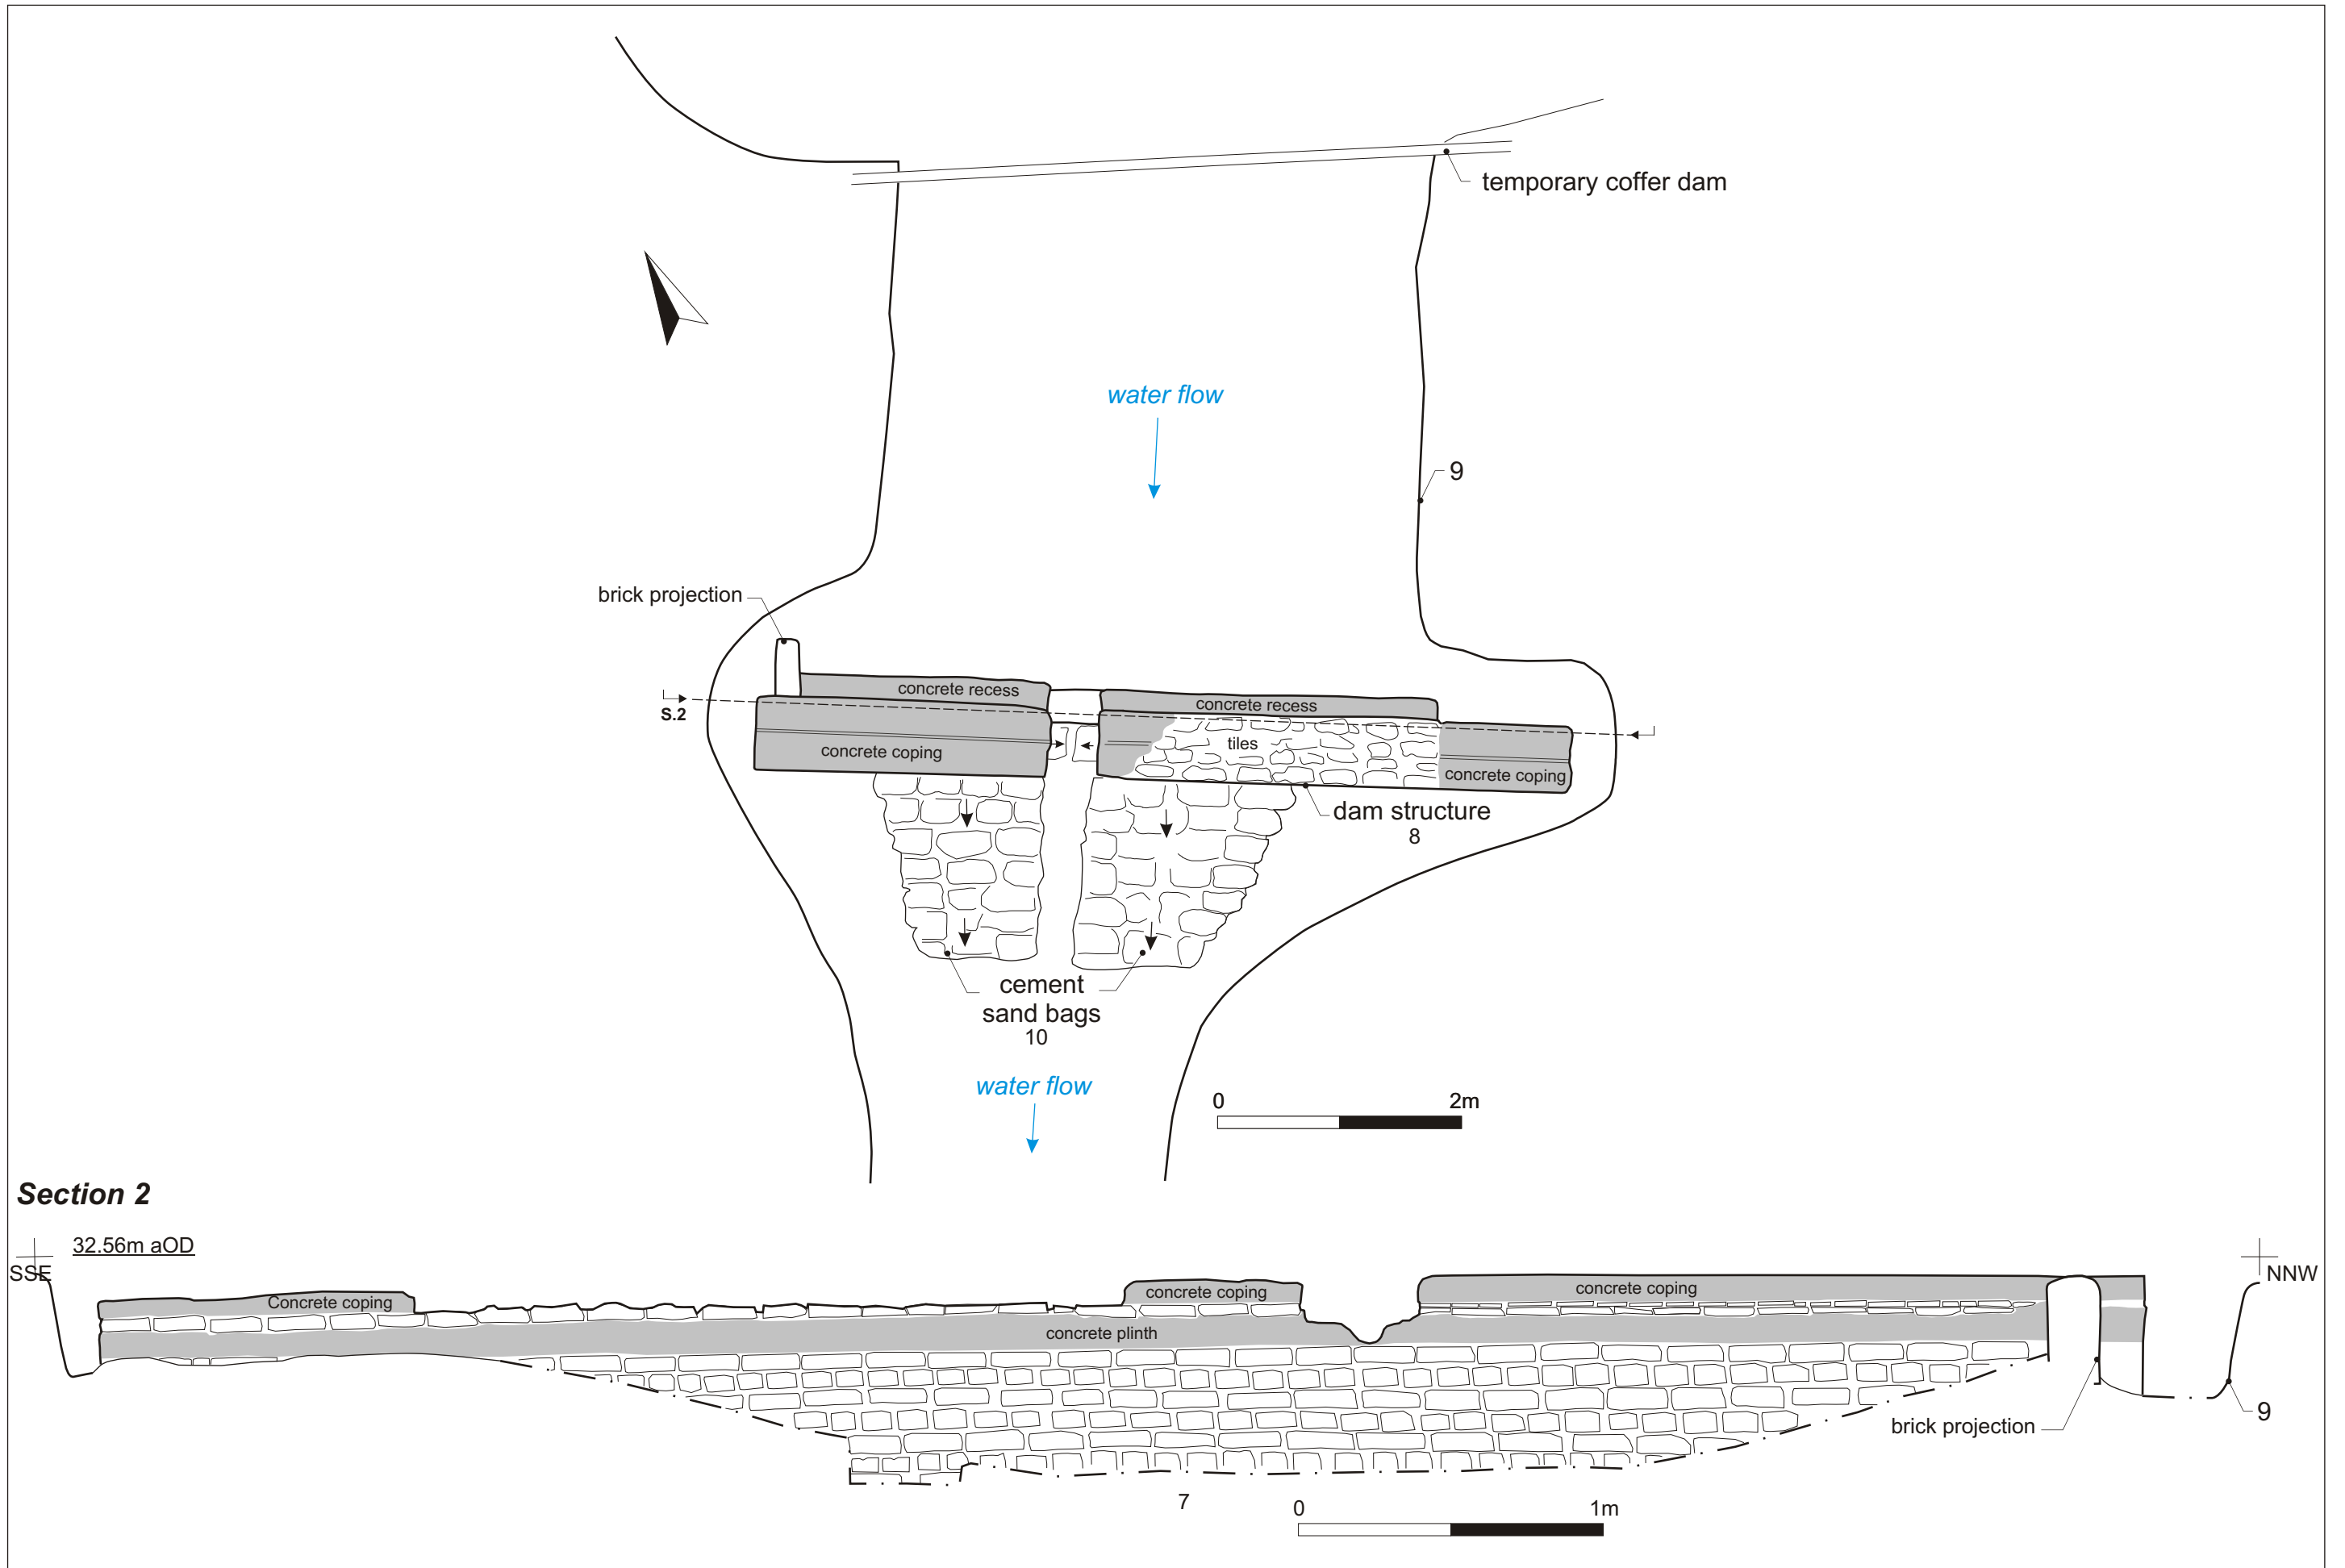 temporary coffer dam
water flow
9
brick projection
concrete recess
S.2
concrete recess
tiles
concrete coping
concrete coping
dam structure
8
cement
sand bags
10
water flow
0 2m
Section 2
32.56m aOD
SSE
NNW
Concrete coping
concrete coping
concrete coping
concrete plinth
brick projection
9
7
0 1m